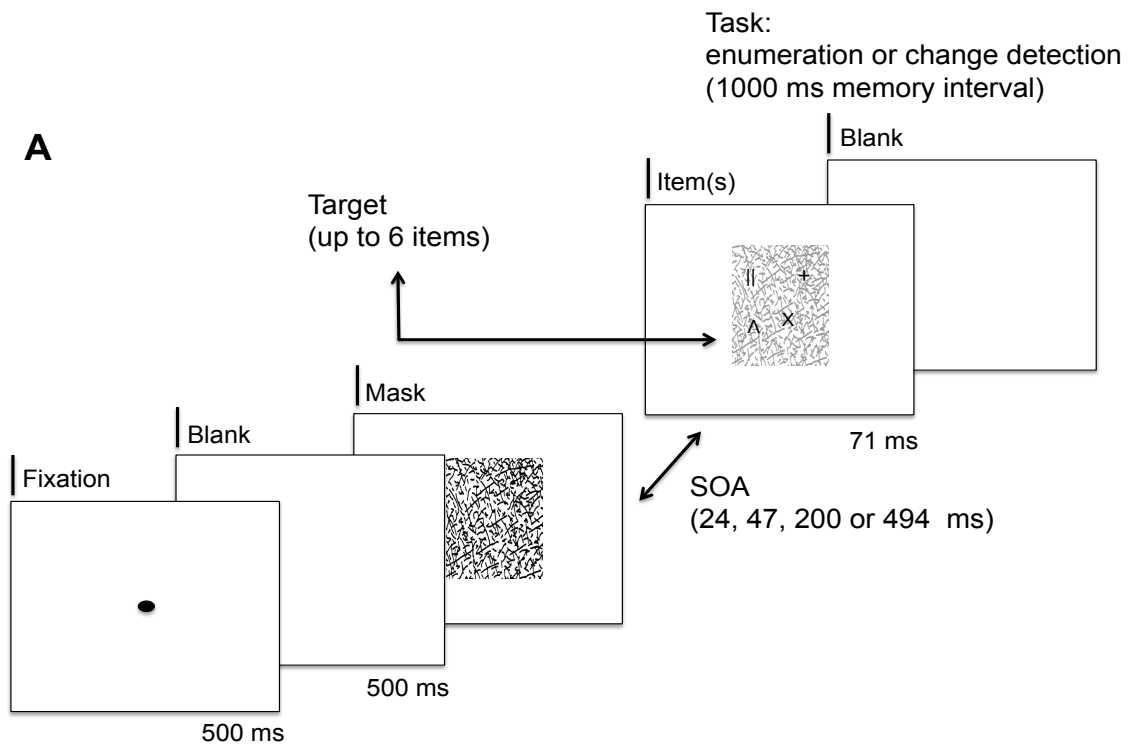 Task:
enumeration or change detection
(1000 ms memory interval)
A
Blank
Item(s)
Target
(up to 6 items)
|| +
Λ X
Mask
71 ms
Blank
SOA
(24, 47, 200 or 494 ms)
Fixation
500 ms
500 ms